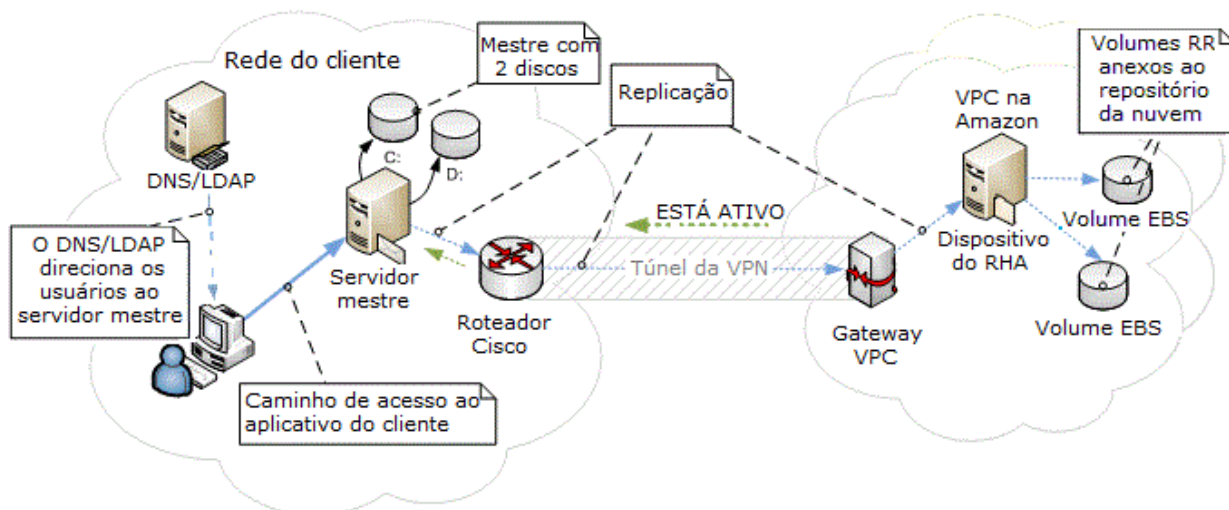 Rede do cliente
Mestre com
2 discos
Replicação
Volumes RR
anexos ao
repositório
da nuvem
VPC na
Amazon
DNS/LDAP
C:
D:
O DNS/LDAP
direciona os
usuários ao
servidor mestre
Servidor
mestre
Roteador
Cisco
ESTÁ ATIVO
Túnel da VPN
Gateway
VPC
Dispositivo
do RHA
Volume EBS
Volume EBS
Caminho de acesso ao
aplicativo do cliente